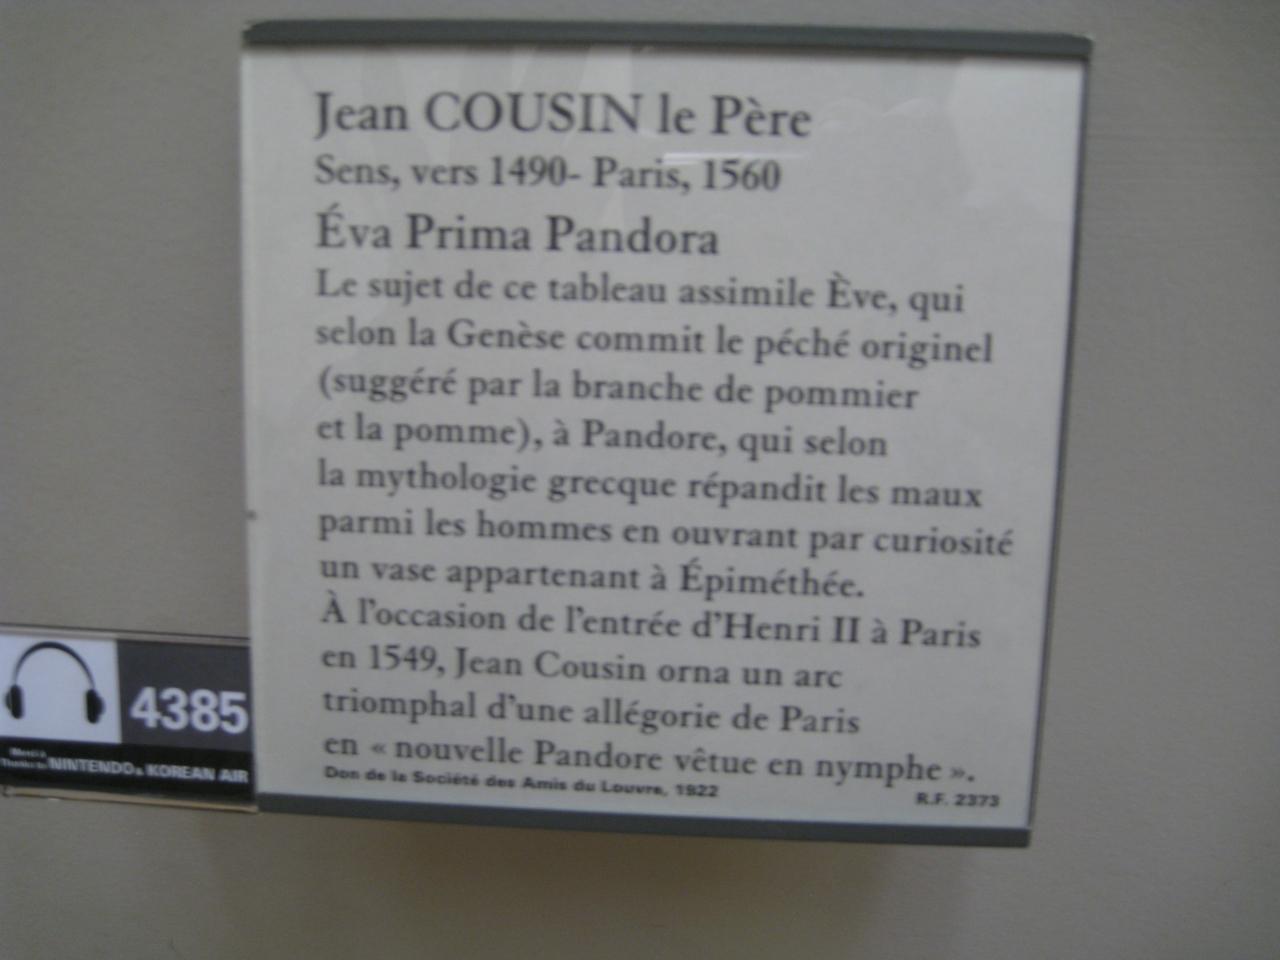 Jean COUSIN le Père
Sens, vers 1490- Paris, 1560
Éva Prima Pandora
Le sujet de ce tableau assimile Ève, qui
selon la Genèse commit le péché originel
(suggéré par la branche de pommier
et la pomme), à Pandore, qui selon
la mythologie grecque répandit les maux
parmi les hommes en ouvrant par curiosité
un vase appartenant à Épiméthée.
À l'occasion de l'entrée d'Henri II à Paris
en 1549, Jean Cousin orna un arc
triomphal d'une allégorie de Paris
en « nouvelle Pandore vêtue en nymphe ».
Don de la Société des Amis du Louvre, 1922
R.F. 2373
4385
Merci à
Thanks to NINTENDO & KOREAN AIR